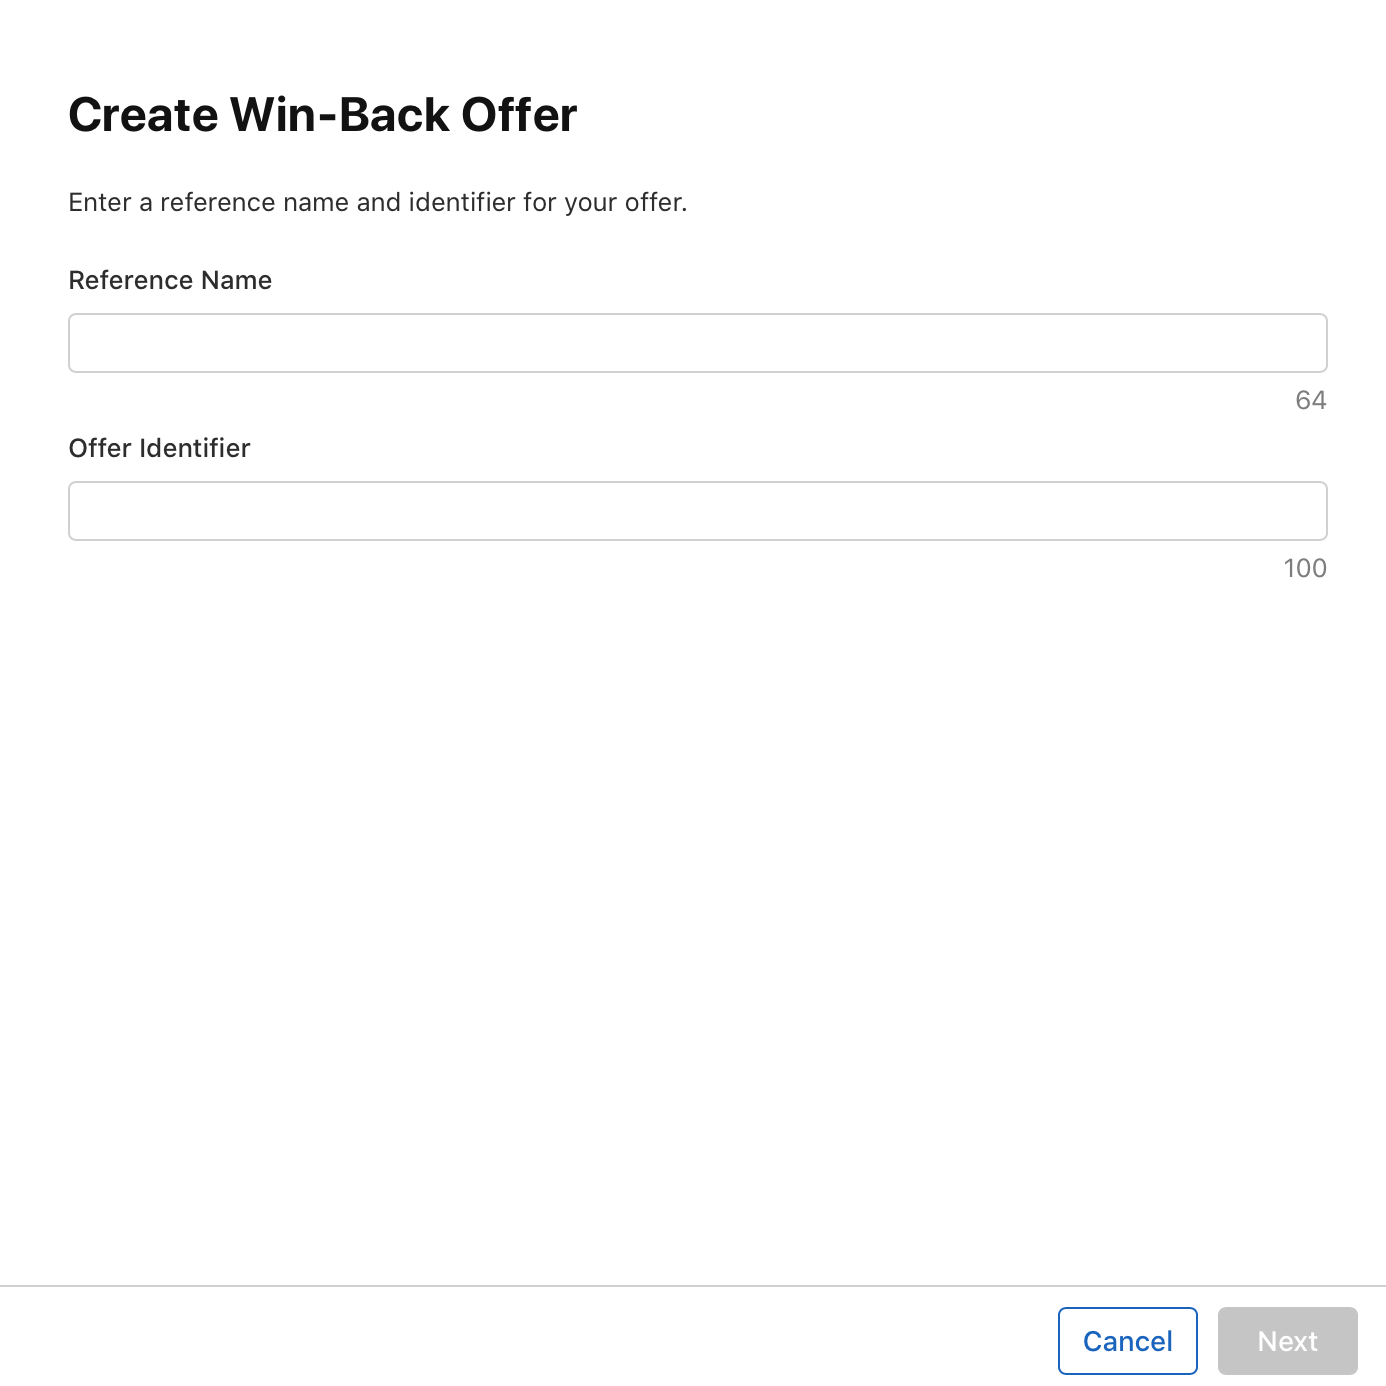 Create Win-Back Offer
Enter a reference name and identifier for your offer.
Reference Name
64
Offer Identifier
100
Cancel
Next